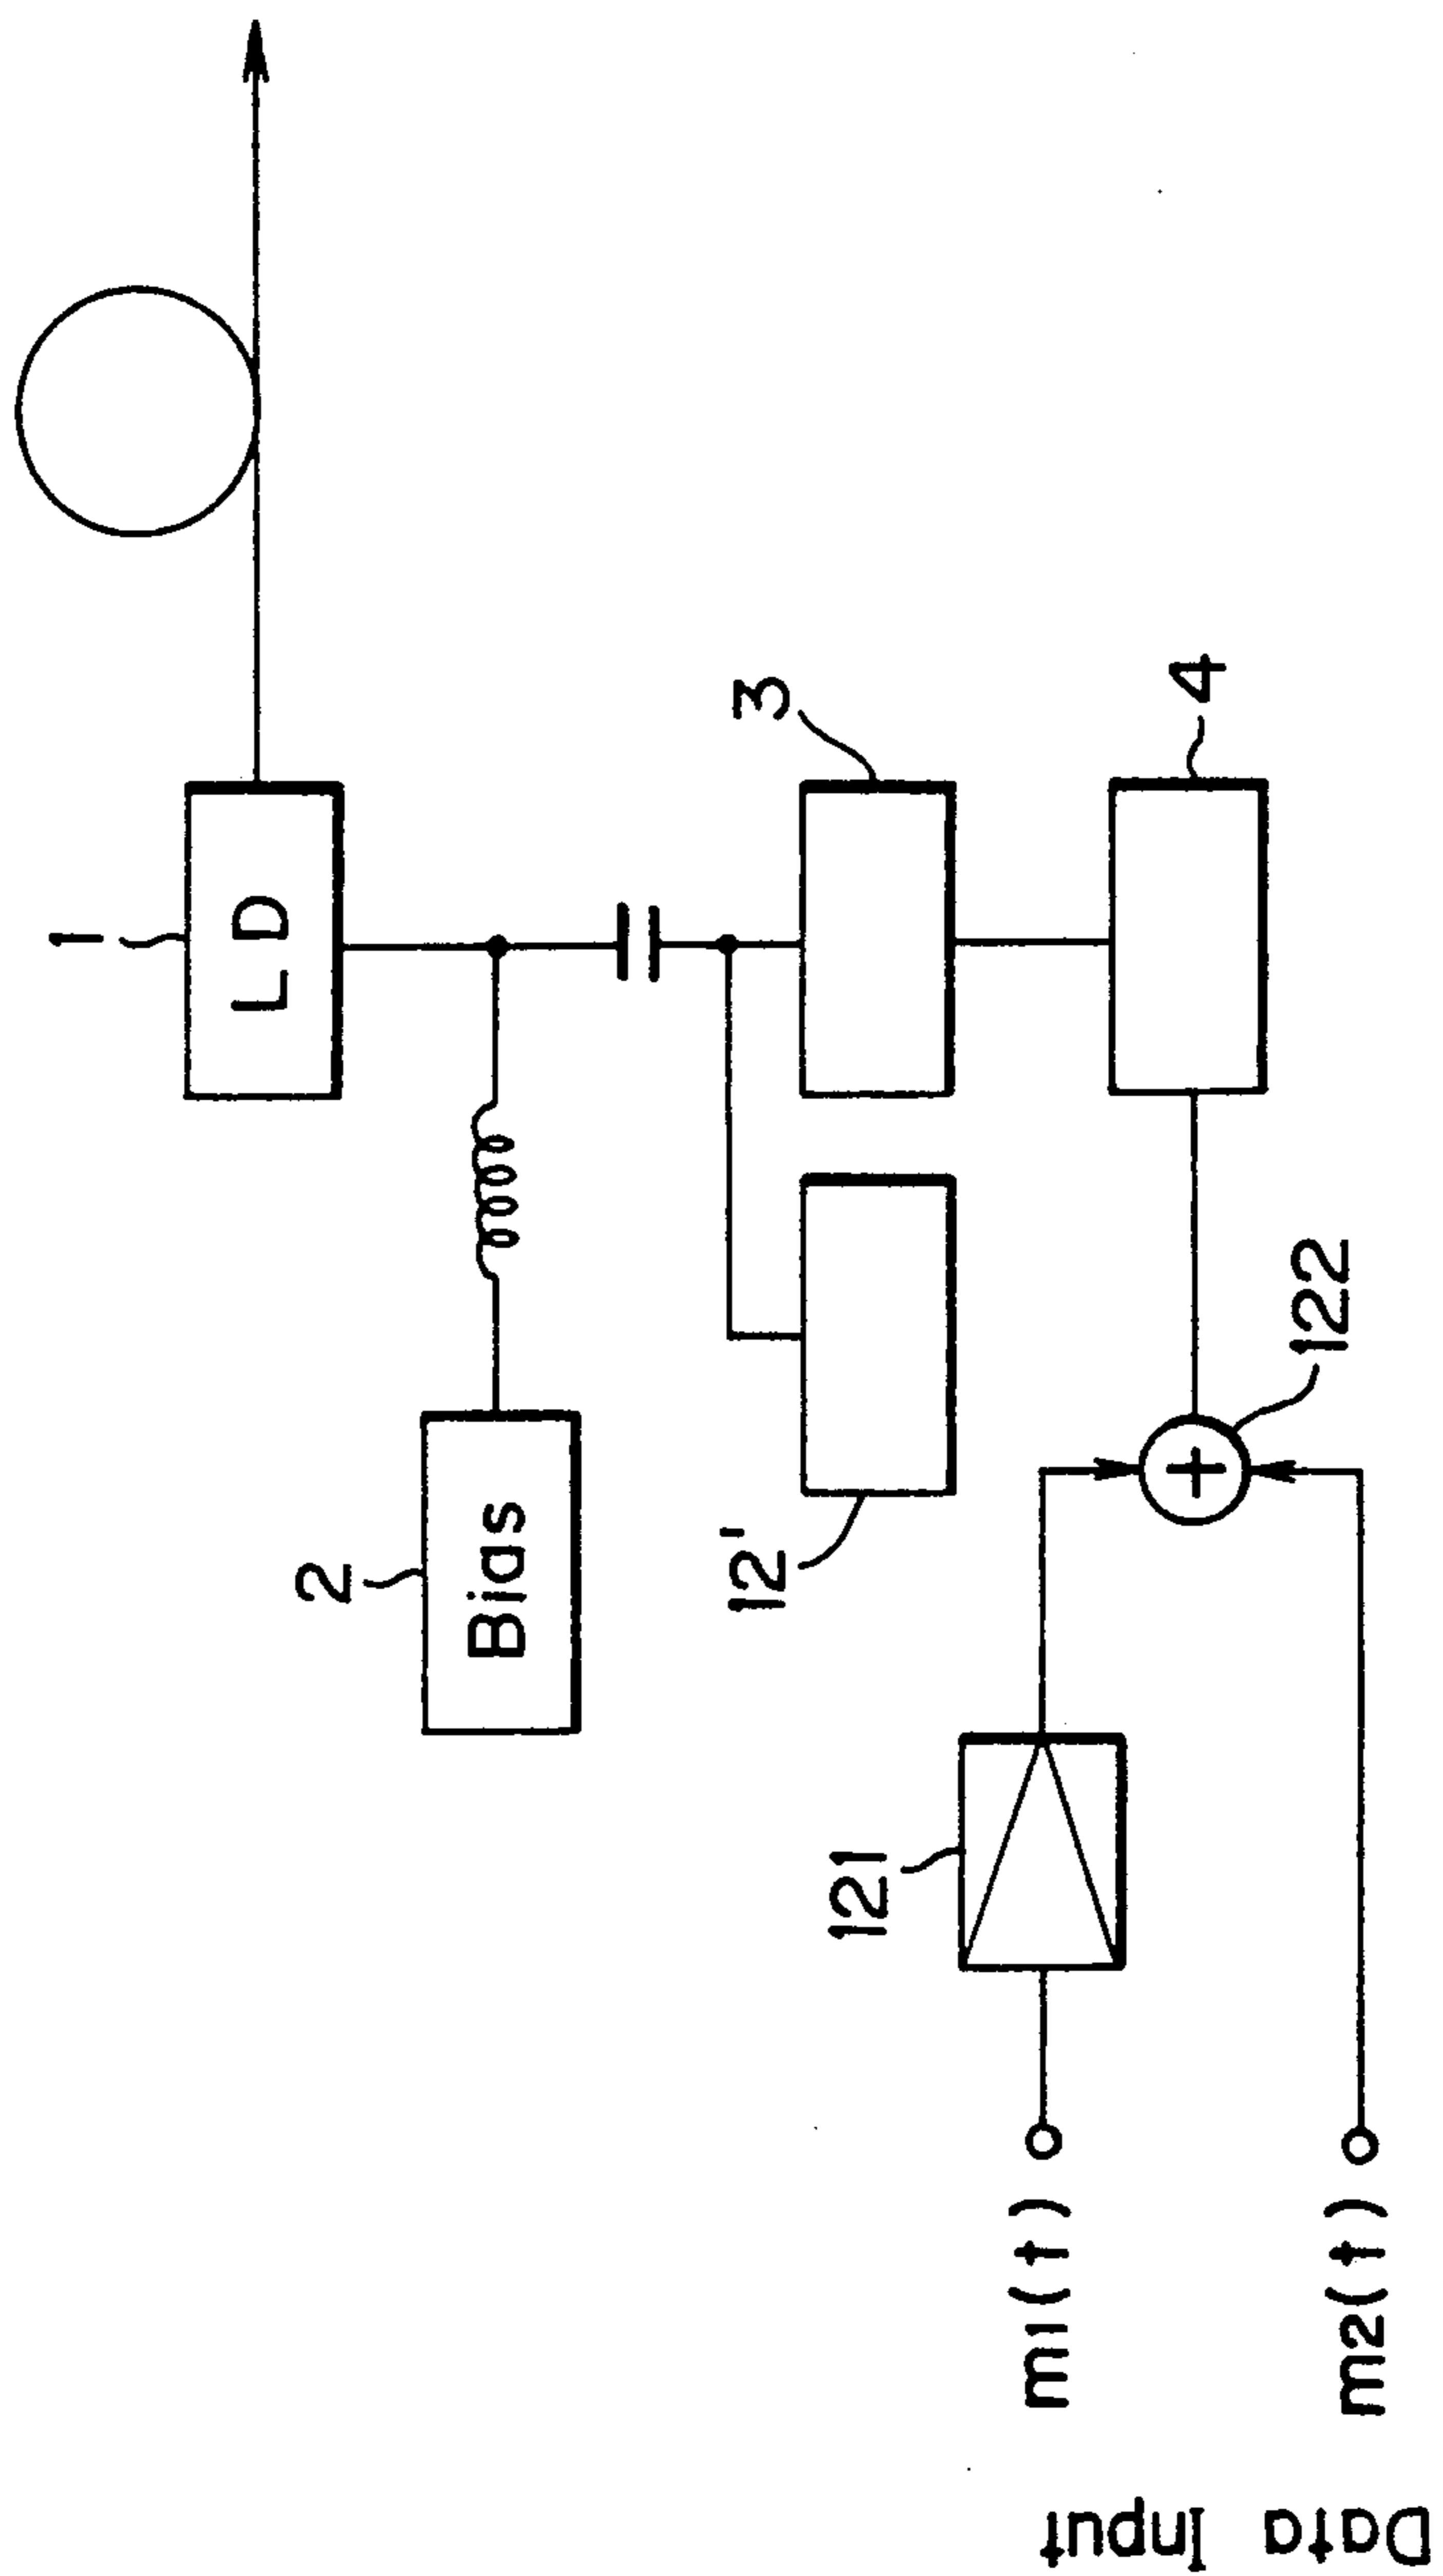 1
LD
2
Bias
3
12'
4
121
122
m1(t)
m2(t)
Data Input